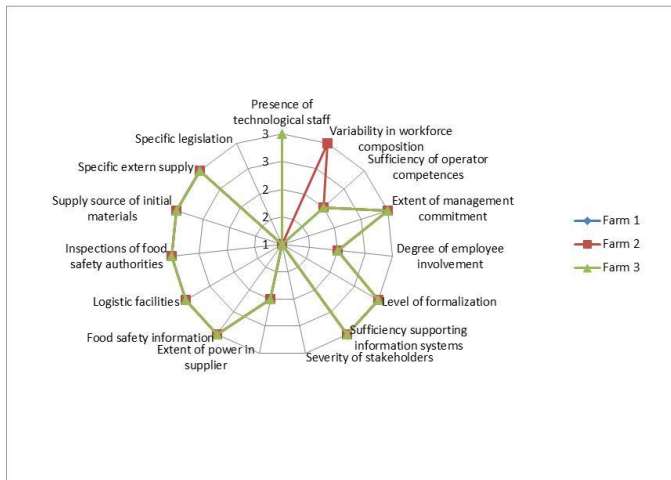 Presence of
technological staff
Variability in workforce
composition
Sufficiency of operator
competences
Extent of management
commitment
Degree of employee
involvement
Level of formalization
Sufficiency supporting
information systems
Severity of stakeholders
Extent of power in
supplier
Food safety information
Logistic facilities
Inspections of food
safety authorities
Supply source of initial
materials
Specific extern supply
Specific legislation
3
3
2
2
1
Farm 1
Farm 2
Farm 3